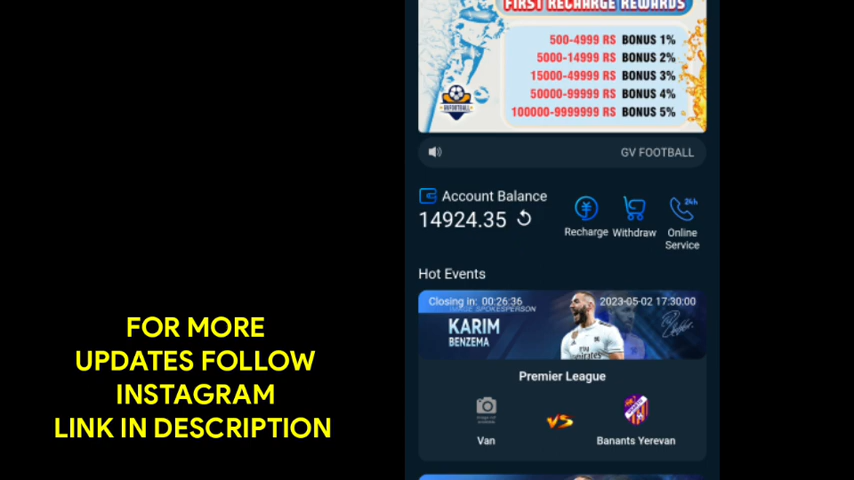 FIRST RECHARGE REWARDS
500-4999 RS BONUS 1%
5000-14999 RS BONUS 2%
15000-49999 RS BONUS 3%
50000-99999 RS BONUS 4%
100000-9999999 RS BONUS 5%
GVFOOTBALL
GV FOOTBALL
Account Balance
14924.35
24h
Recharge
Withdraw
Online
Service
Hot Events
Closing in: 00:26:36
2023-05-02 17:30:00
IMAGE SPOKESPERSON
KARIM
BENZEMA
Premier League
VS
Van
Banants Yerevan
FOR MORE
UPDATES FOLLOW
INSTAGRAM
LINK IN DESCRIPTION